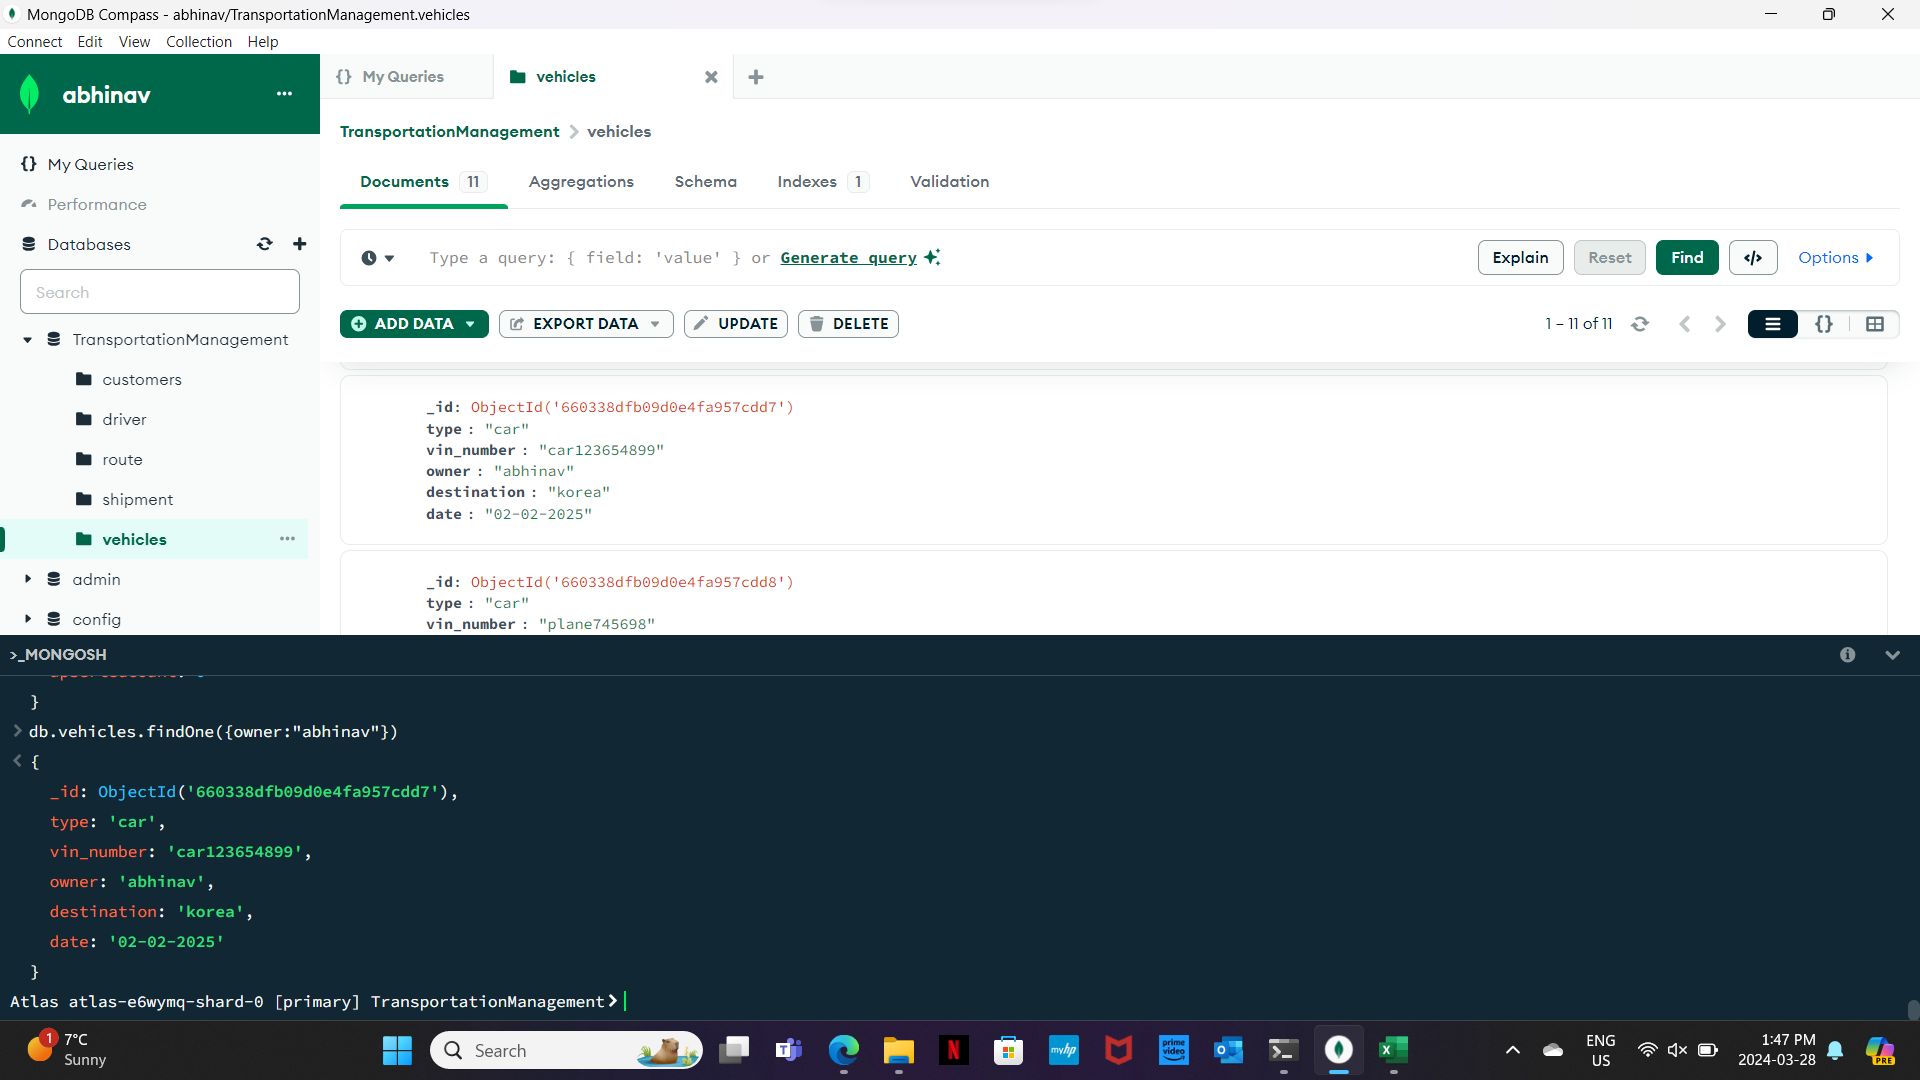 MongoDB Compass - abhinav/TransportationManagement.vehicles
Connect Edit View Collection Help
abhinav
My Queries
vehicles
{} My Queries
Performance
Databases
Search
TransportationManagement
customers
driver
route
shipment
vehicles
admin
config
TransportationManagement > vehicles
Documents 11 Aggregations Schema Indexes 1 Validation
Type a query: { field: 'value' } or Generate query
Explain Reset Find </> Options
ADD DATA EXPORT DATA UPDATE DELETE
1 – 11 of 11 {}
_id: ObjectId('660338dfb09d0e4fa957cdd7')
type : "car"
vin_number : "car123654899"
owner : "abhinav"
destination : "korea"
date : "02-02-2025"
_id: ObjectId('660338dfb09d0e4fa957cdd8')
type : "car"
vin_number : "plane745698"
>_MONGOSH
}
> db.vehicles.findOne({owner:"abhinav"})
< {
_id: ObjectId('660338dfb09d0e4fa957cdd7'),
type: 'car',
vin_number: 'car123654899',
owner: 'abhinav',
destination: 'korea',
date: '02-02-2025'
}
Atlas atlas-e6wymq-shard-0 [primary] TransportationManagement>
1
7°C
Sunny
Search
N
myhp
prime video
ENG
US
1:47 PM
2024-03-28
PRE